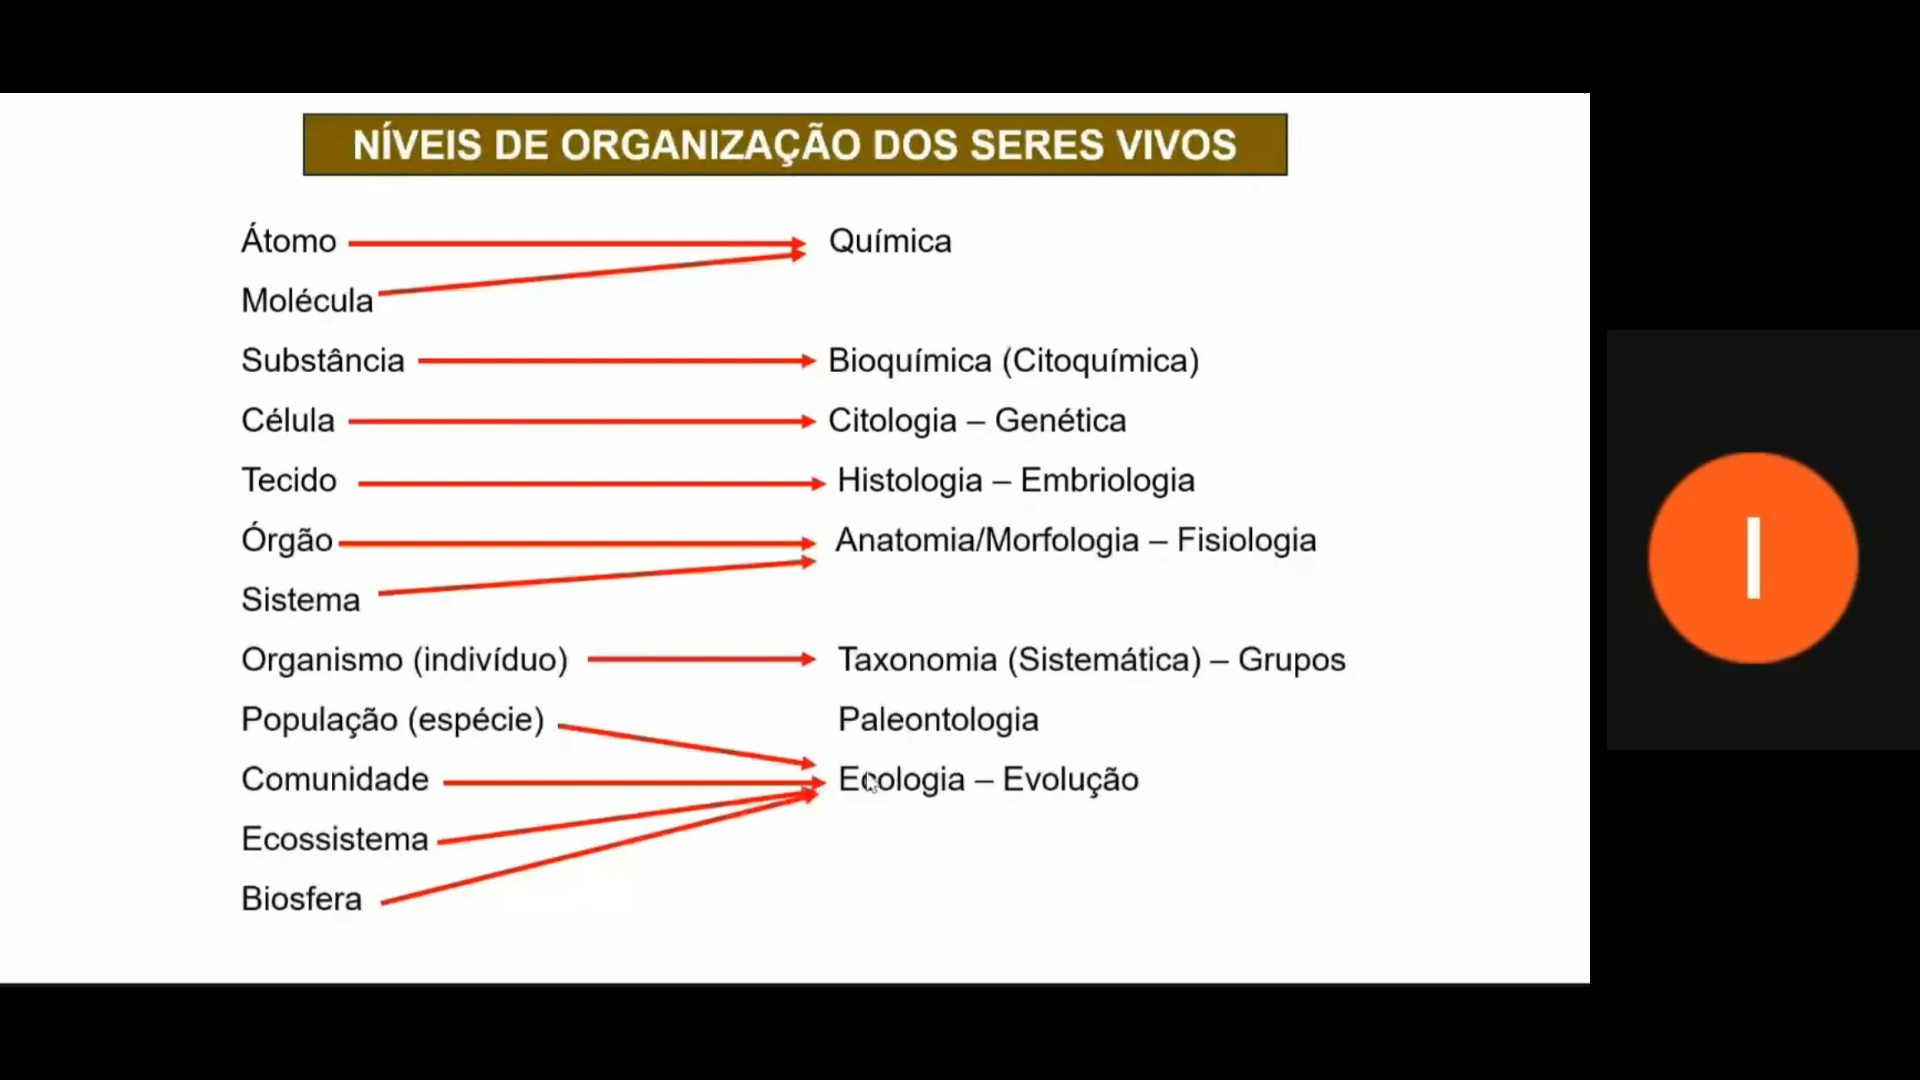 NÍVEIS DE ORGANIZAÇÃO DOS SERES VIVOS
Átomo Química
Molécula
Substância Bioquímica (Citoquímica)
Célula Citologia – Genética
Tecido Histologia – Embriologia
Órgão Anatomia/Morfologia – Fisiologia
Sistema
Organismo (indivíduo) Taxonomia (Sistemática) – Grupos
População (espécie) Paleontologia
Comunidade Ecologia – Evolução
Ecossistema
Biosfera
I